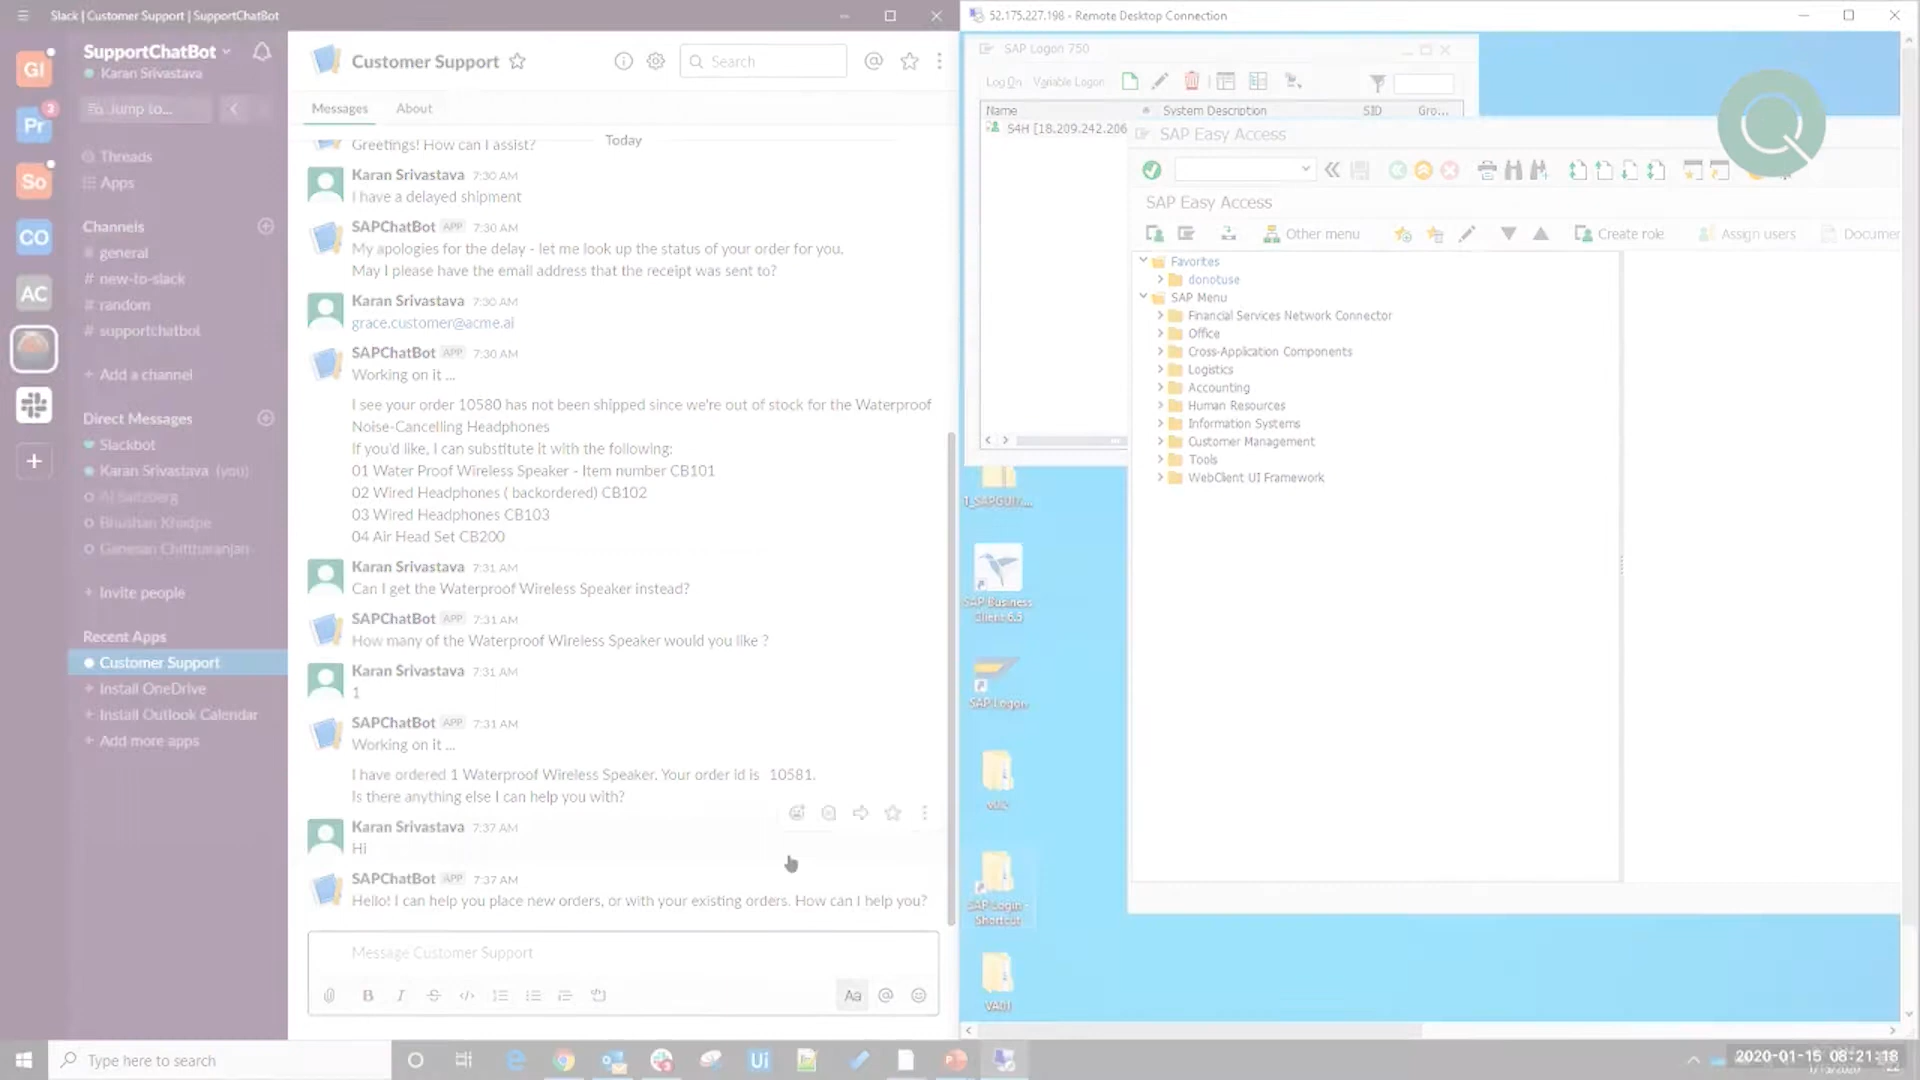 Slack | Customer Support | SupportChatBot
SupportChatBot
Karan Srivastava
Jump to...
Threads
Apps
Channels
# general
# new-to-slack
# random
# supportchatbot
+ Add a channel
Direct Messages
Slackbot
Karan Srivastava (you)
Al Salzberg
Bhushan Khadpe
Ganesan Chittharanjan
+ Invite people
Recent Apps
Customer Support
+ Install OneDrive
+ Install Outlook Calendar
+ Add more apps
GI
Pr
3
So
CO
AC
Customer Support
Search
Messages
About
Today
Greetings! How can I assist?
Karan Srivastava 7:30 AM
I have a delayed shipment
SAPChatBot APP 7:30 AM
My apologies for the delay - let me look up the status of your order for you.
May I please have the email address that the receipt was sent to?
Karan Srivastava 7:30 AM
grace.customer@acme.ai
SAPChatBot APP 7:30 AM
Working on it ...
I see your order 10580 has not been shipped since we're out of stock for the Waterproof
Noise-Cancelling Headphones
If you'd like, I can substitute it with the following:
01 Water Proof Wireless Speaker - Item number CB101
02 Wired Headphones ( backordered) CB102
03 Wired Headphones CB103
04 Air Head Set CB200
Karan Srivastava 7:31 AM
Can I get the Waterproof Wireless Speaker instead?
SAPChatBot APP 7:31 AM
How many of the Waterproof Wireless Speaker would you like ?
Karan Srivastava 7:31 AM
1
SAPChatBot APP 7:31 AM
Working on it ...
I have ordered 1 Waterproof Wireless Speaker. Your order id is 10581.
Is there anything else I can help you with?
Karan Srivastava 7:37 AM
Hi
SAPChatBot APP 7:37 AM
Hello! I can help you place new orders, or with your existing orders. How can I help you?
Message Customer Support
B
I
S
</>
Aa
@
52.175.227.198 - Remote Desktop Connection
SAP Logon 750
Log On
Variable Logon
Name
System Description
SID
Gro...
S4H [18.209.242.206
SAP Easy Access
SAP Easy Access
Other menu
Create role
Assign users
Documen
Favorites
donotuse
SAP Menu
Financial Services Network Connector
Office
Cross-Application Components
Logistics
Accounting
Human Resources
Information Systems
Customer Management
Tools
WebClient UI Framework
SAP Business
Client 6.5
SAP Logon
SAP Login -
Shortcut
VA01
Type here to search
Ui
2020-01-15 08:21:18